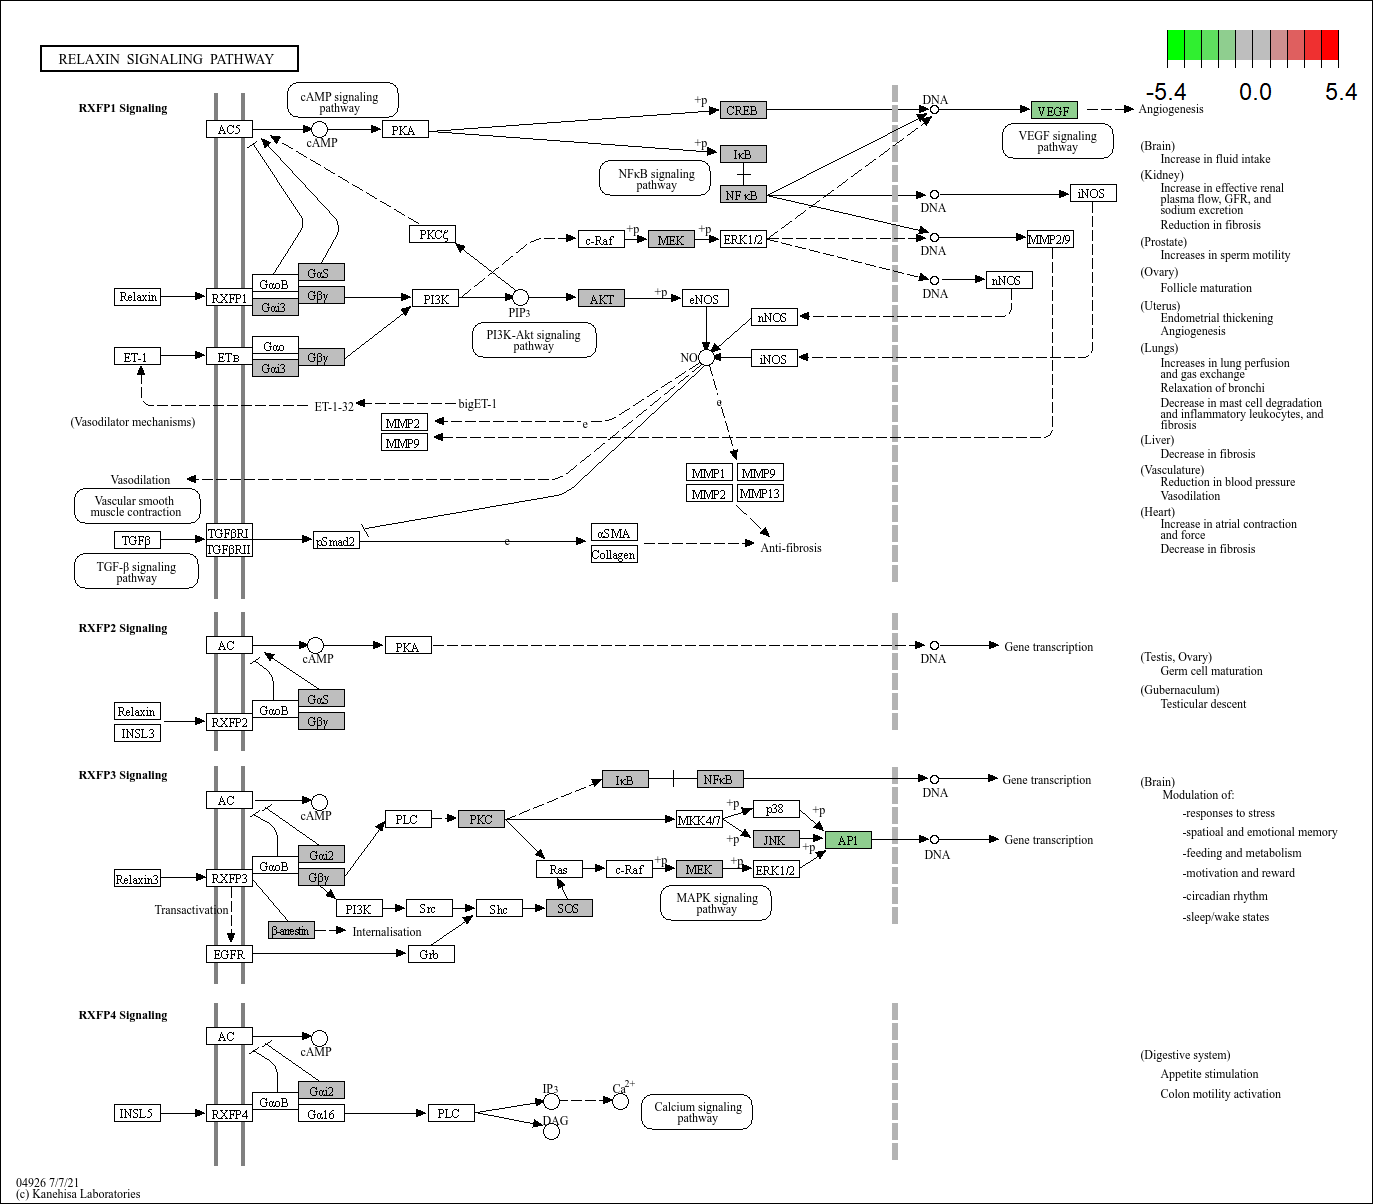 RELAXIN SIGNALING PATHWAY
-5.4 0.0 5.4
RXFP1 Signaling
cAMP signaling
pathway
AC5
cAMP
PKA
+p
CREB
DNA
VEGF
Angiogenesis
VEGF signaling
pathway
+p
IκB
NFκB signaling
pathway
NFκB
DNA
iNOS
PKCζ
c-Raf
+p
MEK
+p
ERK1/2
DNA
MMP2/9
DNA
nNOS
Relaxin
RXFP1
GαoB
Gαi3
GαS
Gβγ
PI3K
PIP3
AKT
+p
eNOS
PI3K-Akt signaling
pathway
nNOS
ET-1
ETB
Gαo
Gαi3
Gβγ
NO
iNOS
ET-1-32
bigET-1
e
(Vasodilator mechanisms)
MMP2
MMP9
e
Vasodilation
Vascular smooth
muscle contraction
MMP1
MMP9
MMP2
MMP13
TGFβ
TGFβRI
TGFβRII
pSmad2
e
αSMA
Collagen
Anti-fibrosis
TGF-β signaling
pathway
(Brain)
Increase in fluid intake
(Kidney)
Increase in effective renal
plasma flow, GFR, and
sodium excretion
Reduction in fibrosis
(Prostate)
Increases in sperm motility
(Ovary)
Follicle maturation
(Uterus)
Endometrial thickening
Angiogenesis
(Lungs)
Increases in lung perfusion
and gas exchange
Relaxation of bronchi
Decrease in mast cell degradation
and inflammatory leukocytes, and
fibrosis
(Liver)
Decrease in fibrosis
(Vasculature)
Reduction in blood pressure
Vasodilation
(Heart)
Increase in atrial contraction
and force
Decrease in fibrosis
RXFP2 Signaling
AC
cAMP
PKA
DNA
Gene transcription
GαS
GαoB
Gβγ
Relaxin
INSL3
RXFP2
(Testis, Ovary)
Germ cell maturation
(Gubernaculum)
Testicular descent
RXFP3 Signaling
AC
cAMP
IκB
NFκB
DNA
Gene transcription
PLC
PKC
MKK4/7
+p
p38
+p
+p
JNK
AP1
DNA
Gene transcription
Gαi2
GαoB
Gβγ
Relaxin3
RXFP3
Ras
c-Raf
+p
MEK
+p
ERK1/2
+p
MAPK signaling
pathway
Transactivation
PI3K
Src
Shc
SOS
β-arrestin
Internalisation
EGFR
Grb
(Brain)
Modulation of:
-responses to stress
-spatioal and emotional memory
-feeding and metabolism
-motivation and reward
-circadian rhythm
-sleep/wake states
RXFP4 Signaling
AC
cAMP
Gαi2
GαoB
Gα16
INSL5
RXFP4
PLC
IP3
Ca2+
DAG
Calcium signaling
pathway
(Digestive system)
Appetite stimulation
Colon motility activation
04926 7/7/21
(c) Kanehisa Laboratories